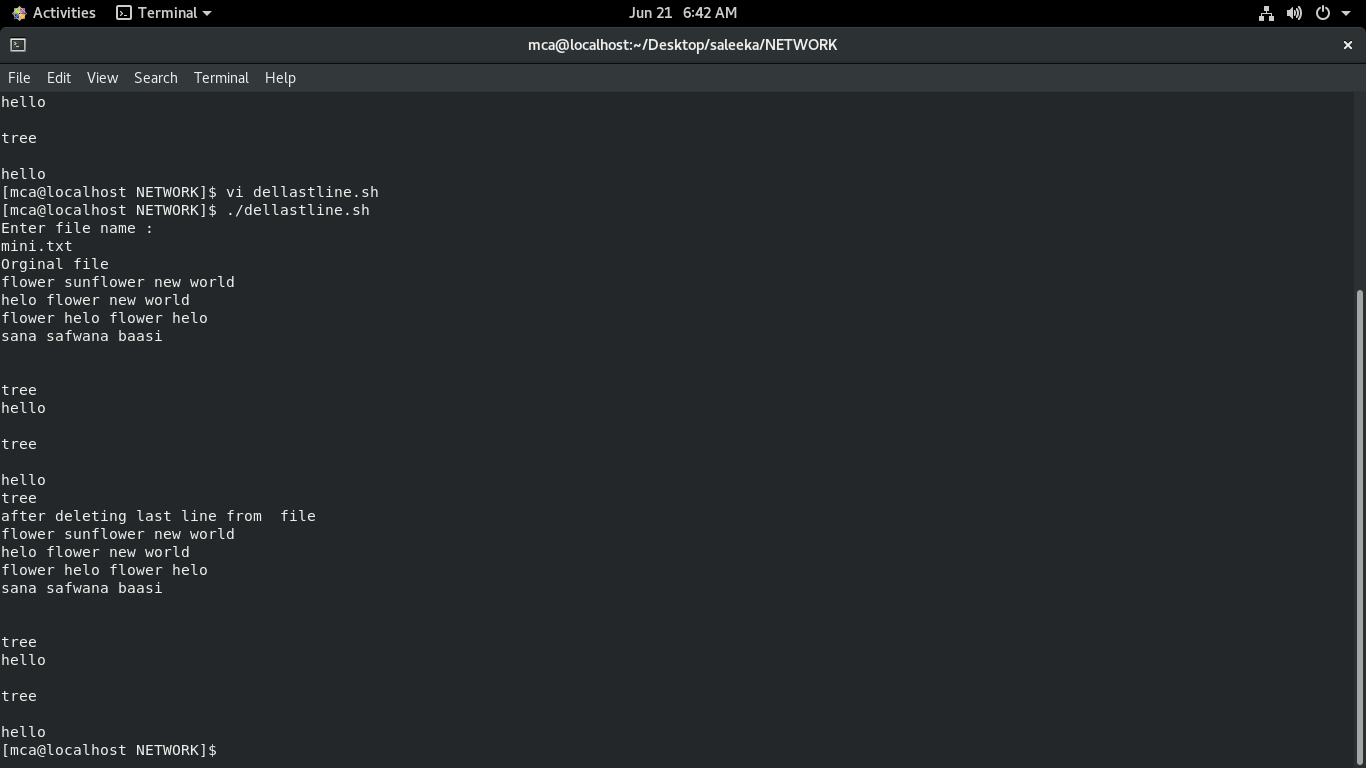 Activities Terminal Jun 21 6:42 AM
mca@localhost:~/Desktop/saleeka/NETWORK ×
File Edit View Search Terminal Help
hello

tree

hello
[mca@localhost NETWORK]$ vi dellastline.sh
[mca@localhost NETWORK]$ ./dellastline.sh
Enter file name :
mini.txt
Orginal file
flower sunflower new world
helo flower new world
flower helo flower helo
sana safwana baasi


tree
hello

tree

hello
tree
after deleting last line from  file
flower sunflower new world
helo flower new world
flower helo flower helo
sana safwana baasi


tree
hello

tree

hello
[mca@localhost NETWORK]$